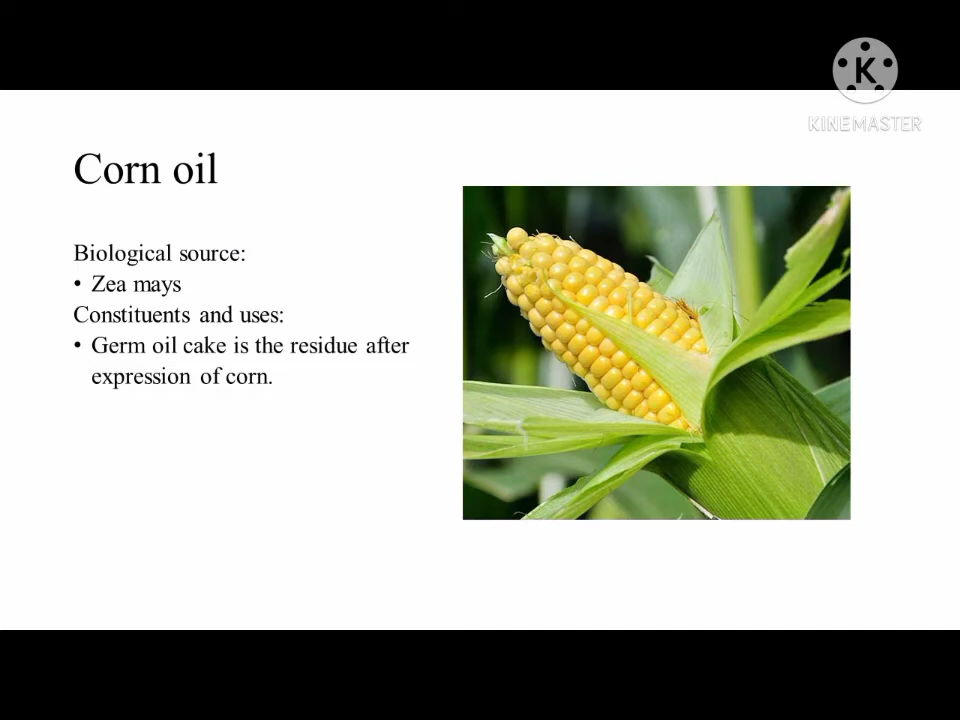 K
KINEMASTER
Corn oil
Biological source:
• Zea mays
Constituents and uses:
• Germ oil cake is the residue after
expression of corn.